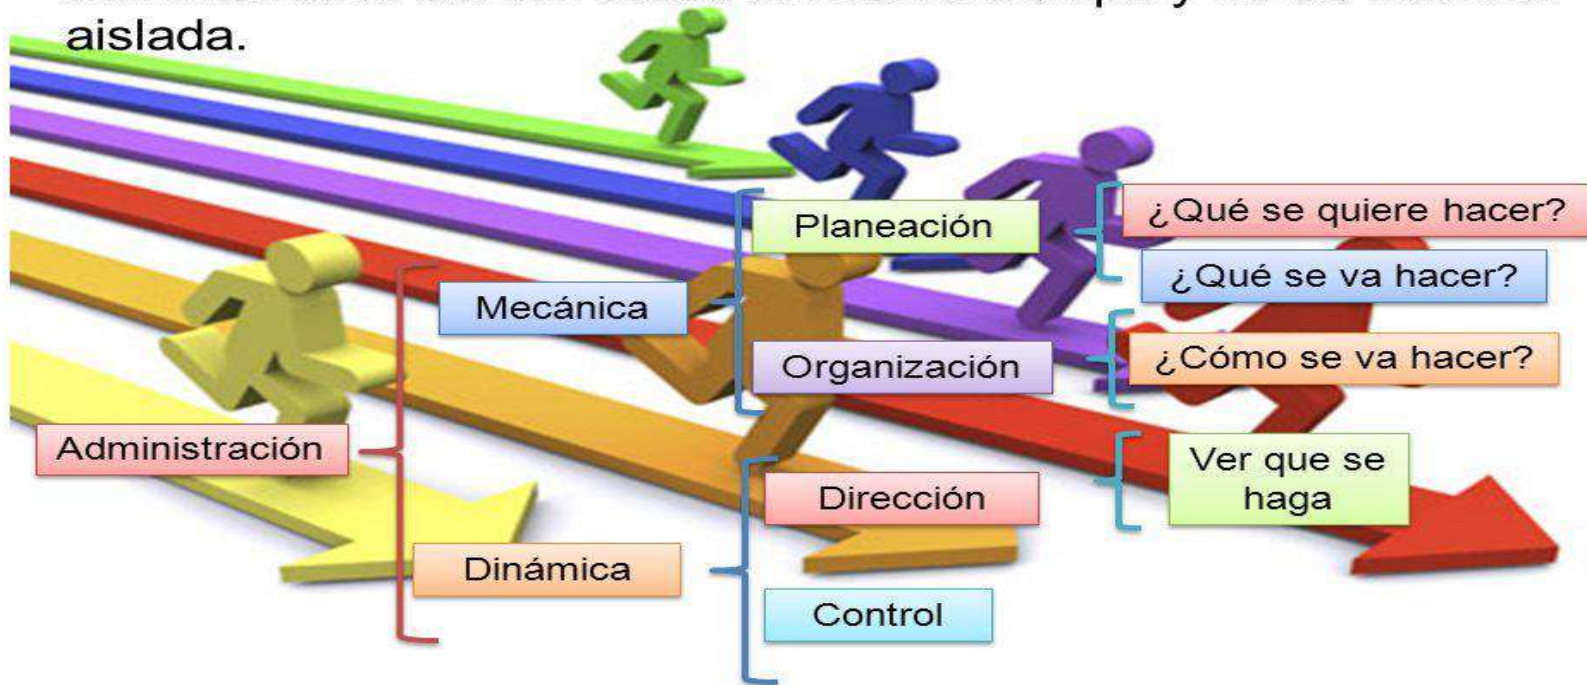 aislada.
Planeación
¿Qué se quiere hacer?
¿Qué se va hacer?
Mecánica
Organización
¿Cómo se va hacer?
Administración
Dirección
Ver que se
haga
Dinámica
Control